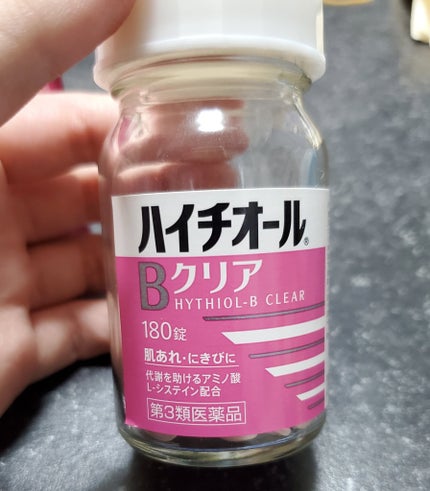 ハイチオール®
Bクリア
HYTHIOL-B CLEAR
180錠
肌あれ・にきびに
代謝を助けるアミノ酸
L-システイン配合
第3類医薬品